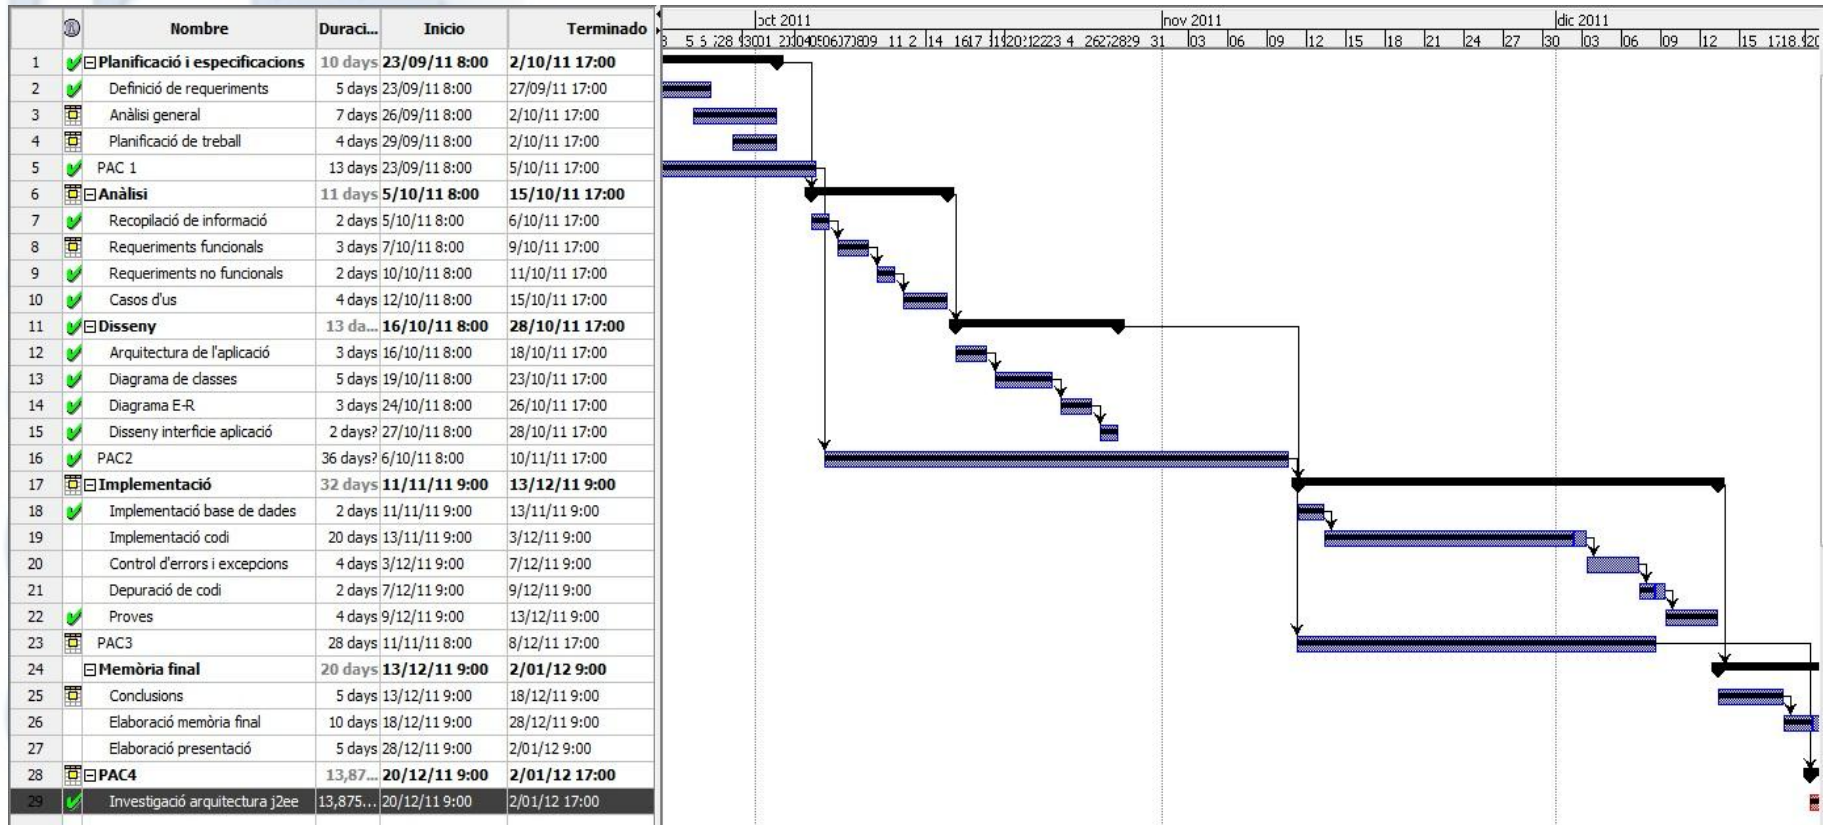 Nombre Duraci... Inicio Terminado
oct 2011 nov 2011 dic 2011
11 2 14 31 03 06 09 12 15 18 21 24 27 30 03 06 09 12 15
1 Planificació i especificacions 10 days 23/09/11 8:00 2/10/11 17:00
2 Definició de requeriments 5 days 23/09/11 8:00 27/09/11 17:00
3 Anàlisi general 7 days 26/09/11 8:00 2/10/11 17:00
4 Planificació de treball 4 days 29/09/11 8:00 2/10/11 17:00
5 PAC 1 13 days 23/09/11 8:00 5/10/11 17:00
6 Anàlisi 11 days 5/10/11 8:00 15/10/11 17:00
7 Recopilació de informació 2 days 5/10/11 8:00 6/10/11 17:00
8 Requeriments funcionals 3 days 7/10/11 8:00 9/10/11 17:00
9 Requeriments no funcionals 2 days 10/10/11 8:00 11/10/11 17:00
10 Casos d'us 4 days 12/10/11 8:00 15/10/11 17:00
11 Disseny 13 da... 16/10/11 8:00 28/10/11 17:00
12 Arquitectura de l'aplicació 3 days 16/10/11 8:00 18/10/11 17:00
13 Diagrama de classes 5 days 19/10/11 8:00 23/10/11 17:00
14 Diagrama E-R 3 days 24/10/11 8:00 26/10/11 17:00
15 Disseny interficie aplicació 2 days? 27/10/11 8:00 28/10/11 17:00
16 PAC2 36 days? 6/10/11 8:00 10/11/11 17:00
17 Implementació 32 days 11/11/11 9:00 13/12/11 9:00
18 Implementació base de dades 2 days 11/11/11 9:00 13/11/11 9:00
19 Implementació codi 20 days 13/11/11 9:00 3/12/11 9:00
20 Control d'errors i excepcions 4 days 3/12/11 9:00 7/12/11 9:00
21 Depuració de codi 2 days 7/12/11 9:00 9/12/11 9:00
22 Proves 4 days 9/12/11 9:00 13/12/11 9:00
23 PAC3 28 days 11/11/11 8:00 8/12/11 17:00
24 Memòria final 20 days 13/12/11 9:00 2/01/12 9:00
25 Conclusions 5 days 13/12/11 9:00 18/12/11 9:00
26 Elaboració memòria final 10 days 18/12/11 9:00 28/12/11 9:00
27 Elaboració presentació 5 days 28/12/11 9:00 2/01/12 9:00
28 PAC4 13,87... 20/12/11 9:00 2/01/12 17:00
29 Investigació arquitectura j2ee 13,875... 20/12/11 9:00 2/01/12 17:00